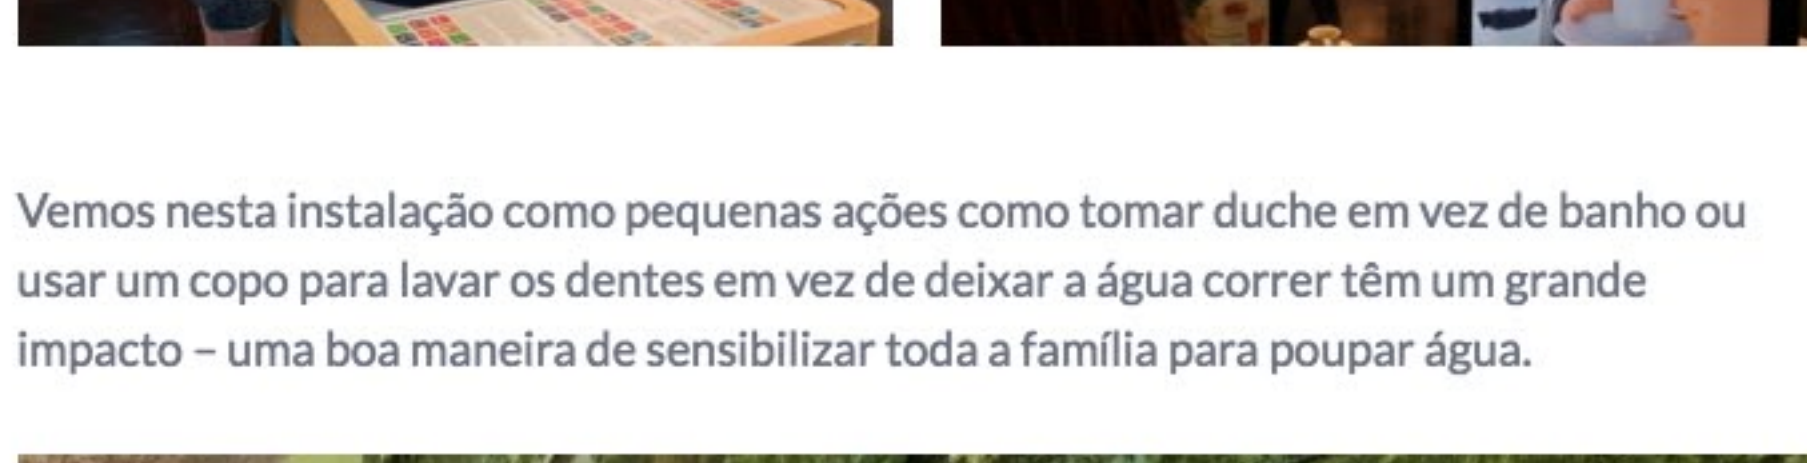 Vemos nesta instalação como pequenas ações como tomar duche em vez de banho ou
usar um copo para lavar os dentes em vez de deixar a água correr têm um grande
impacto – uma boa maneira de sensibilizar toda a família para poupar água.